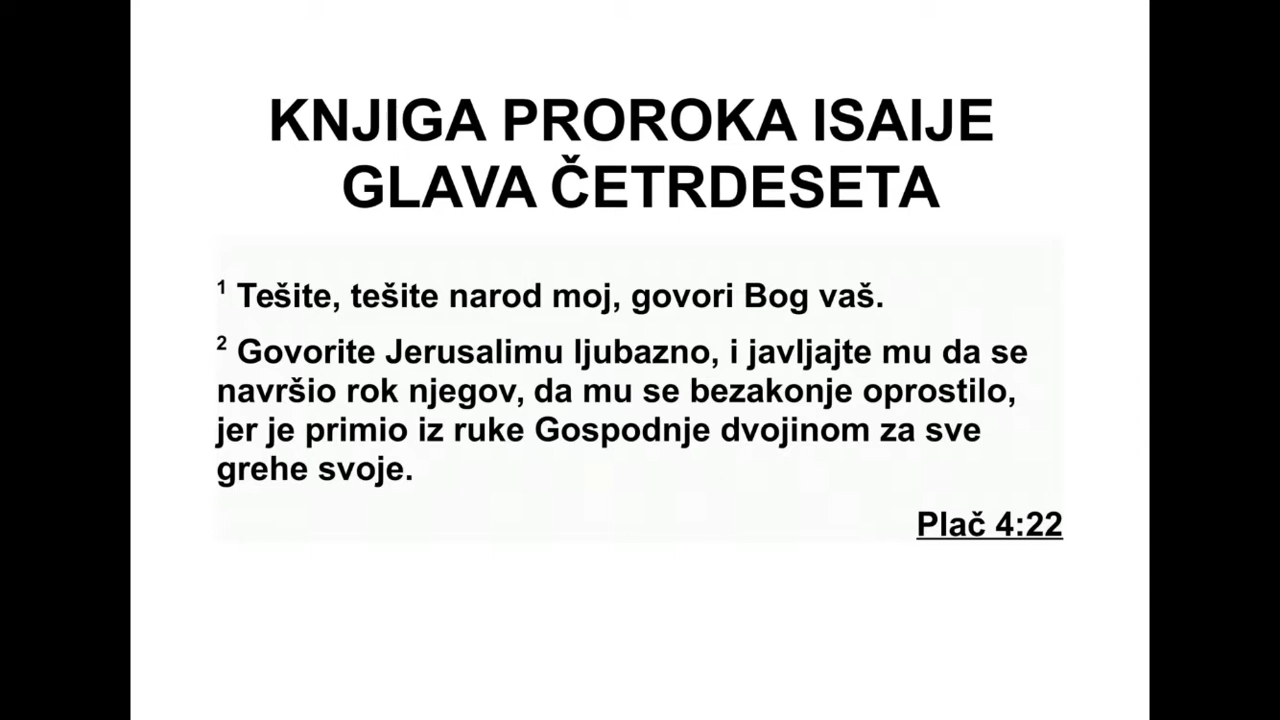 KNJIGA PROROKA ISAIJE
GLAVA ČETRDESETA
1 Tešite, tešite narod moj, govori Bog vaš.
2 Govorite Jerusalimu ljubazno, i javljajte mu da se
navršio rok njegov, da mu se bezakonje oprostilo,
jer je primio iz ruke Gospodnje dvojinom za sve
grehe svoje.
Plač 4:22